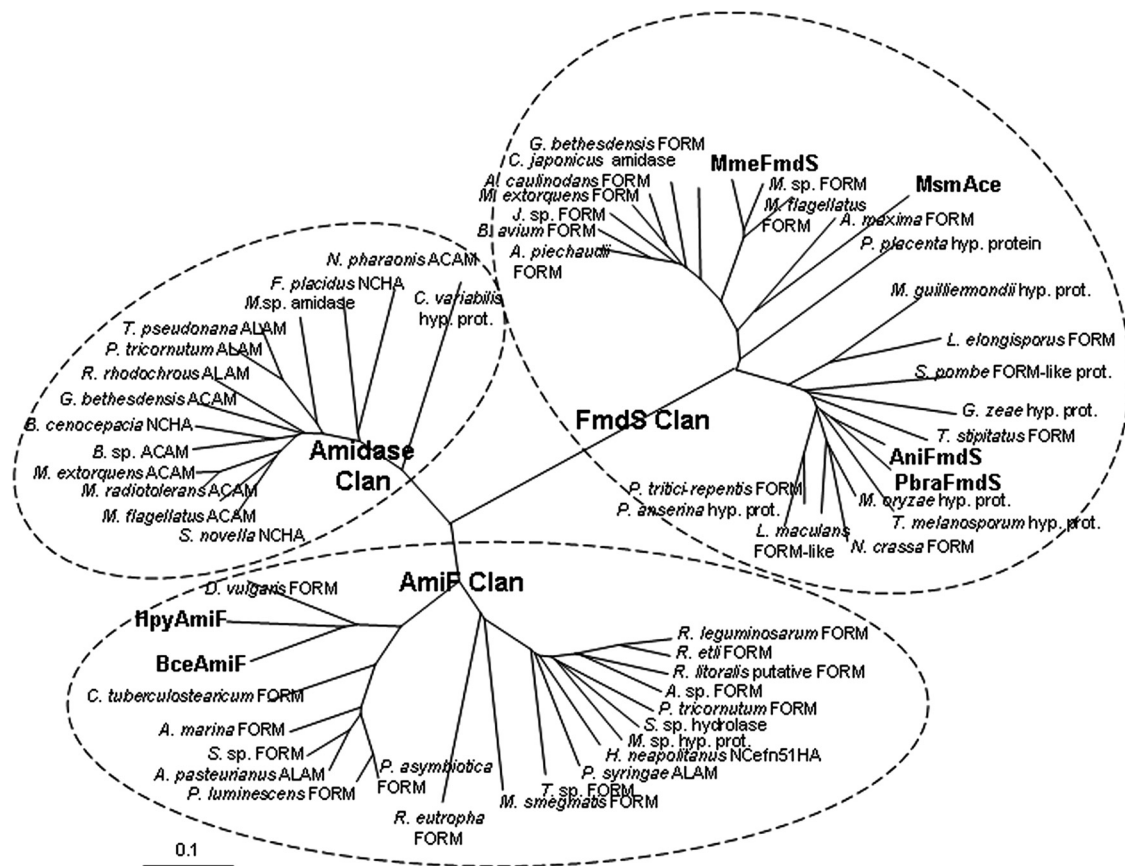 G. bethesdensis FORM
C. japonicus amidase
MmeFmdS
A. caulinodans FORM
M. sp. FORM
MsmAce
M. extorquens FORM
M. flagellatus
FORM
J. sp. FORM
A. maxima FORM
B. avium FORM
P. placenta hyp. protein
A. piechaudii
FORM
M. guilliermondii hyp. prot.
L. elongisporus FORM
S. pombe FORM-like prot.
G. zeae hyp. prot.
FmdS Clan
T. stipitatus FORM
AniFmdS
PbraFmdS
P. tritici-repentis FORM
M. oryzae hyp. prot.
P. anserina hyp. prot.
T. melanosporum hyp. prot.
L. maculans
FORM-like
N. crassa FORM
N. pharaonis ACAM
F. placidus NCHA
C. variabilis
hyp. prot.
M.sp. amidase
T. pseudonana ALAM
P. tricornutum ALAM
R. rhodochrous ALAM
G. bethesdensis ACAM
B. cenocepacia NCHA
Amidase
Clan
B. sp. ACAM
M. extorquens ACAM
M. radiotolerans ACAM
M. flagellatus ACAM
S. novella NCHA
AmiF Clan
D. vulgaris FORM
HpyAmiF
BceAmiF
C. tuberculostearicum FORM
A. marina FORM
S. sp. FORM
A. pasteurianus ALAM
P. luminescens FORM
P. asymbiotica
FORM
R. eutropha
FORM
M. smegmatis FORM
T. sp. FORM
P. syringae ALAM
H. neapolitanus NCefn51HA
M. sp. hyp. prot.
S. sp. hydrolase
P. tricornutum FORM
A. sp. FORM
R. litoralis putative FORM
R. etli FORM
R. leguminosarum FORM
0.1